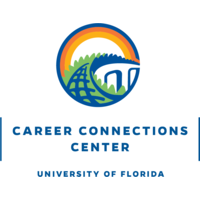 CAREER CONNECTIONS
CENTER
UNIVERSITY OF FLORIDA